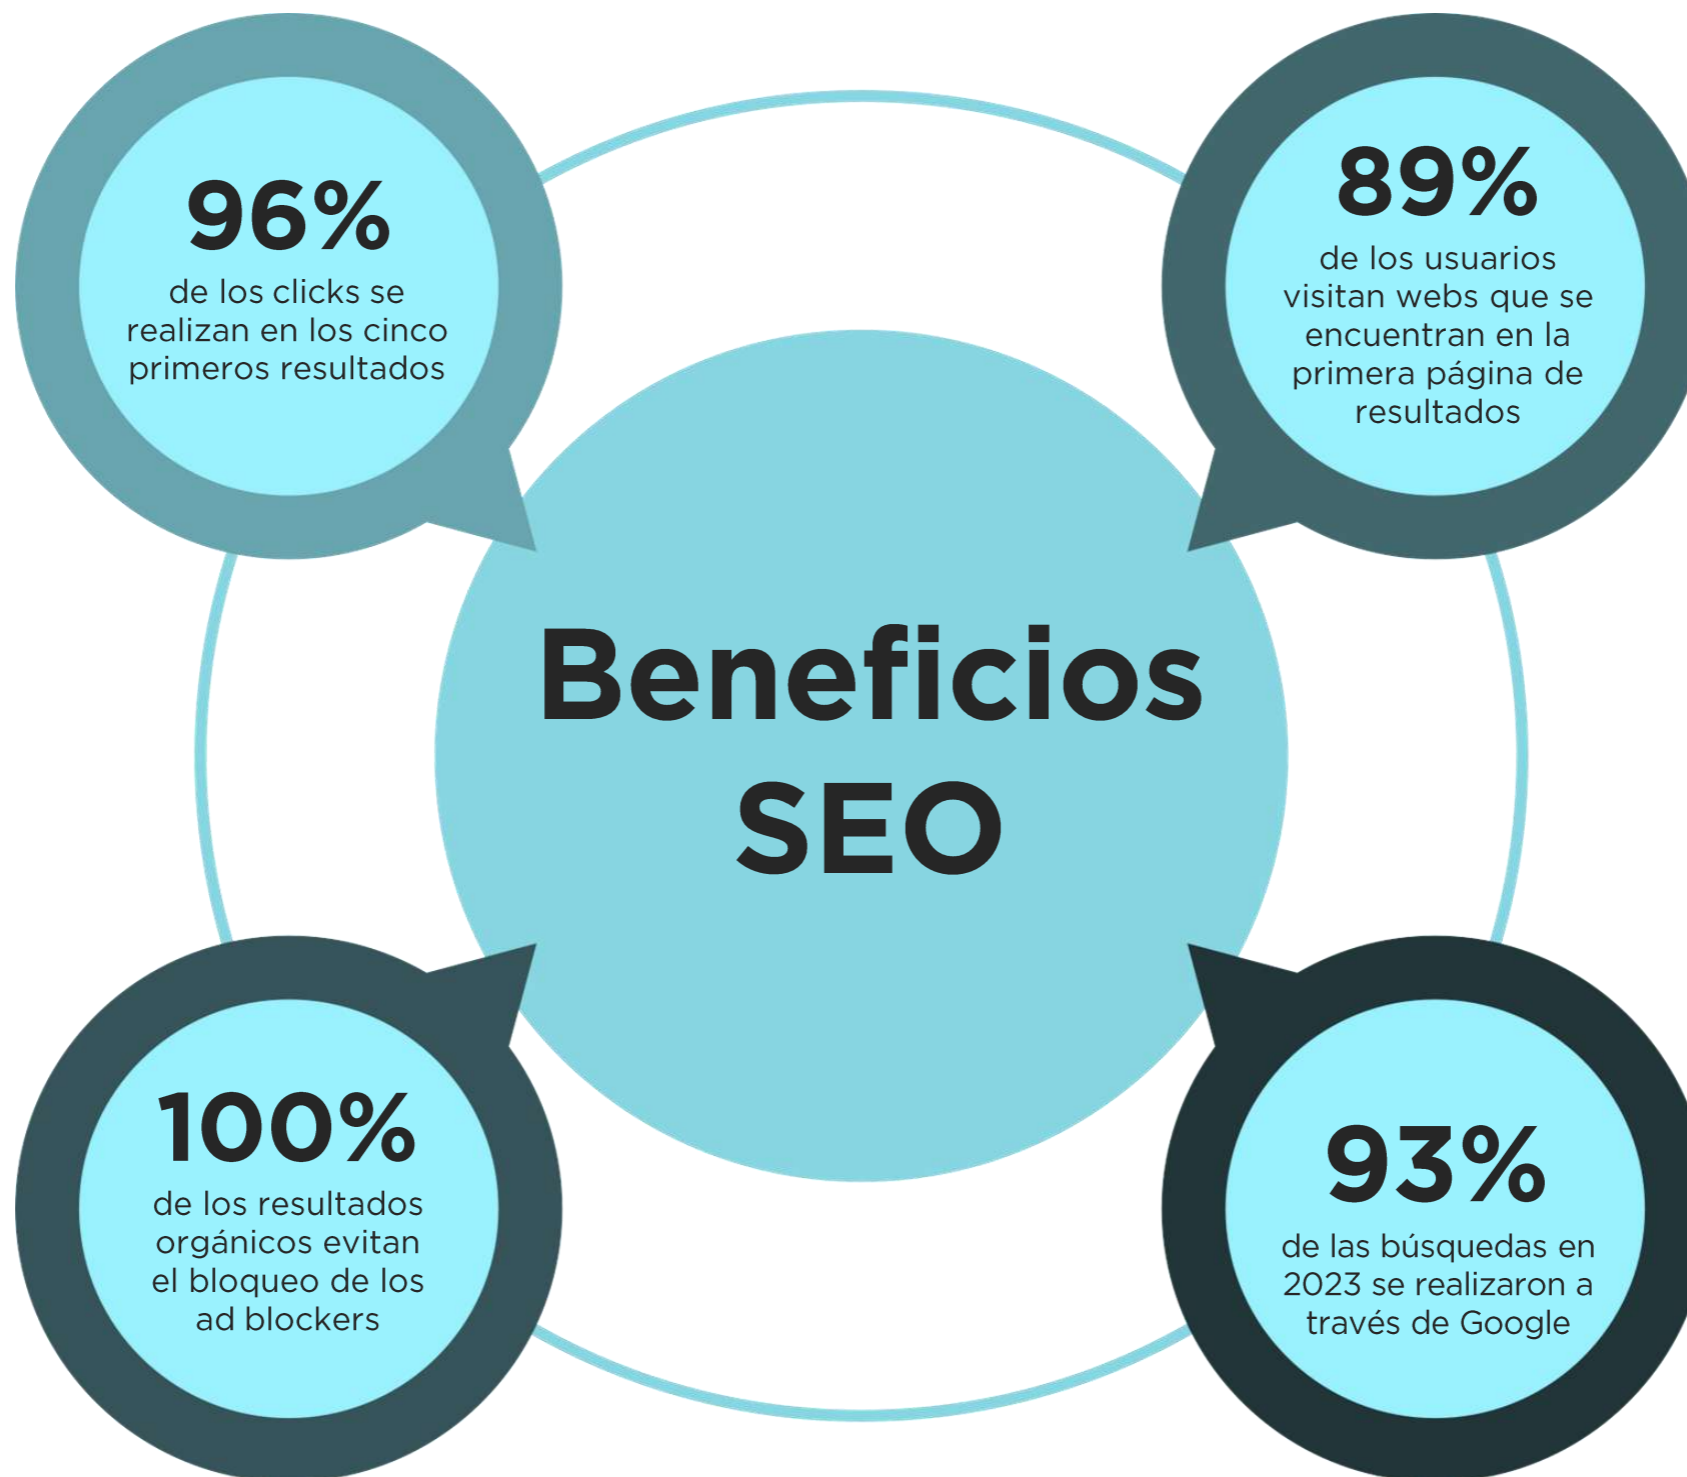 96%
de los clicks se
realizan en los cinco
primeros resultados
89%
de los usuarios
visitan webs que se
encuentran en la
primera página de
resultados
Beneficios
SEO
100%
de los resultados
orgánicos evitan
el bloqueo de los
ad blockers
93%
de las búsquedas en
2023 se realizaron a
través de Google